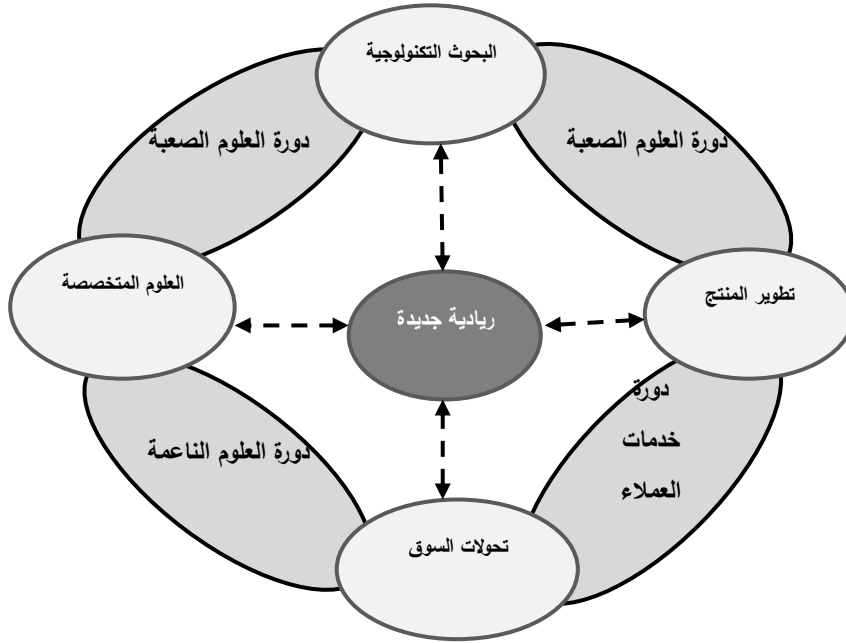 البحوث التكنولوجية
دورة العلوم الصعبة
دورة العلوم الصعبة
تطوير المنتج
ريادية جديدة
العلوم المتخصصة
دورة
خدمات
العملاء
دورة العلوم الناعمة
تحولات السوق